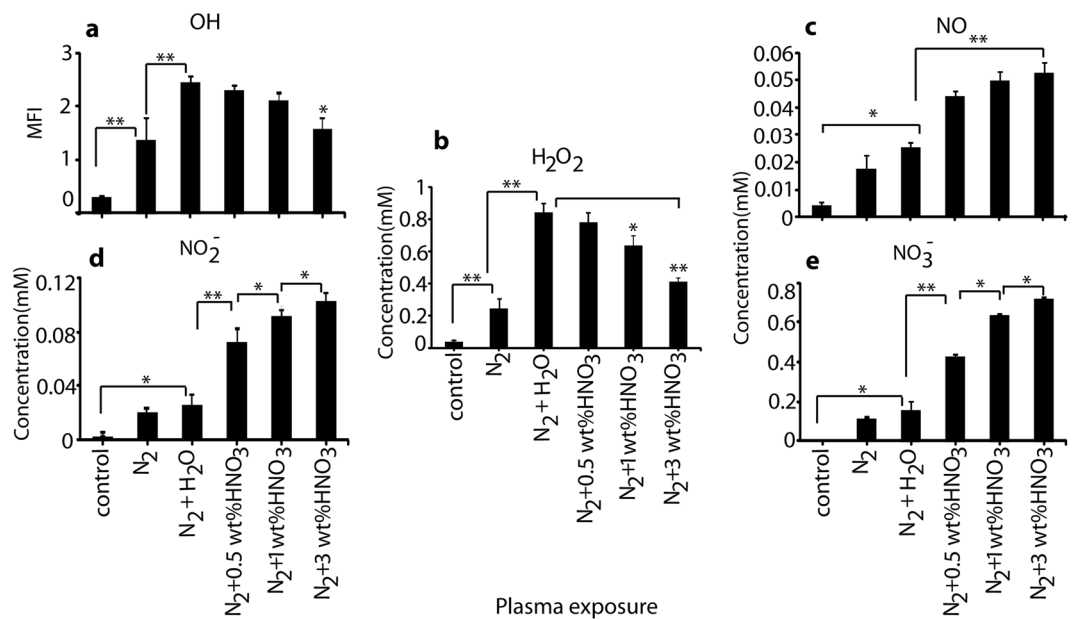 a
OH
MFI
3
2
1
0
**
**
*
b
H2O2
Concentration(mM)
1
0.8
0.6
0.4
0.2
0
**
**
*
**
control
N2
N2+H2O
N2+0.5 wt%HNO3
N2+1wt%HNO3
N2+3 wt%HNO3
c
NO
Concentration(mM)
0.06
0.05
0.04
0.03
0.02
0.01
0
*
**
d
NO2-
Concentration(mM)
0.12
0.08
0.04
0
*
**
*
*
control
N2
N2+H2O
N2+0.5 wt%HNO3
N2+1wt%HNO3
N2+3 wt%HNO3
e
NO3-
0.8
0.6
0.4
0.2
0
*
**
*
*
control
N2
N2+H2O
N2+0.5 wt%HNO3
N2+1wt%HNO3
N2+3 wt%HNO3
Plasma exposure